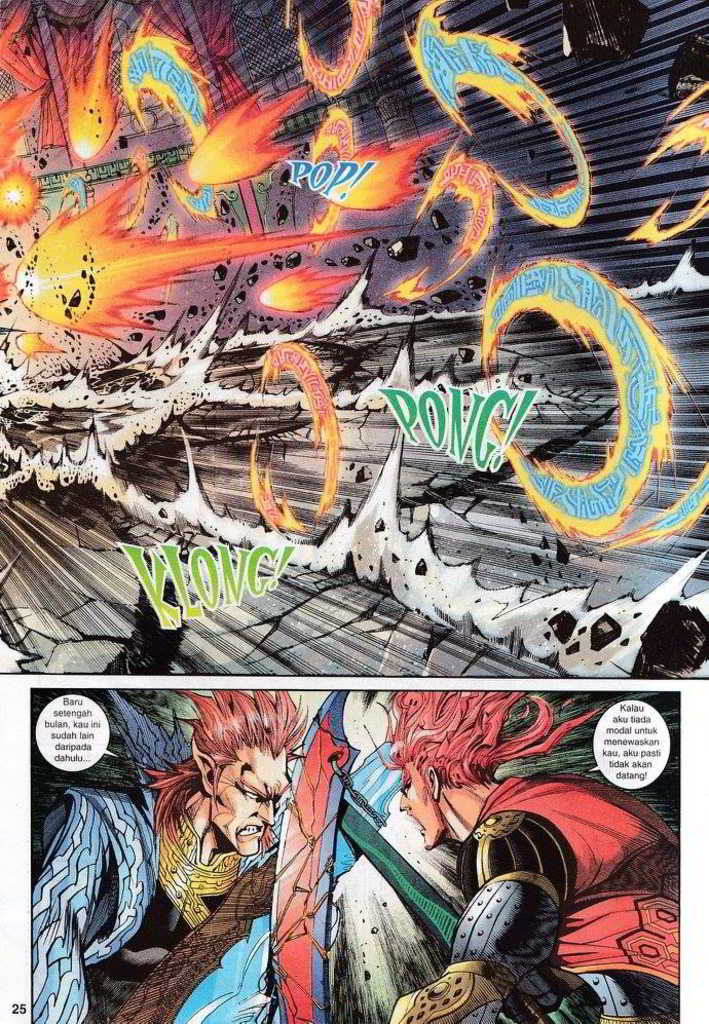 POP!
PONG!
KLONG!
Baru
setengah
bulan, kau ini
sudah lain
daripada
dahulu...
Kalau
aku tiada
modal untuk
menewaskan
kau, aku pasti
tidak akan
datang!
25